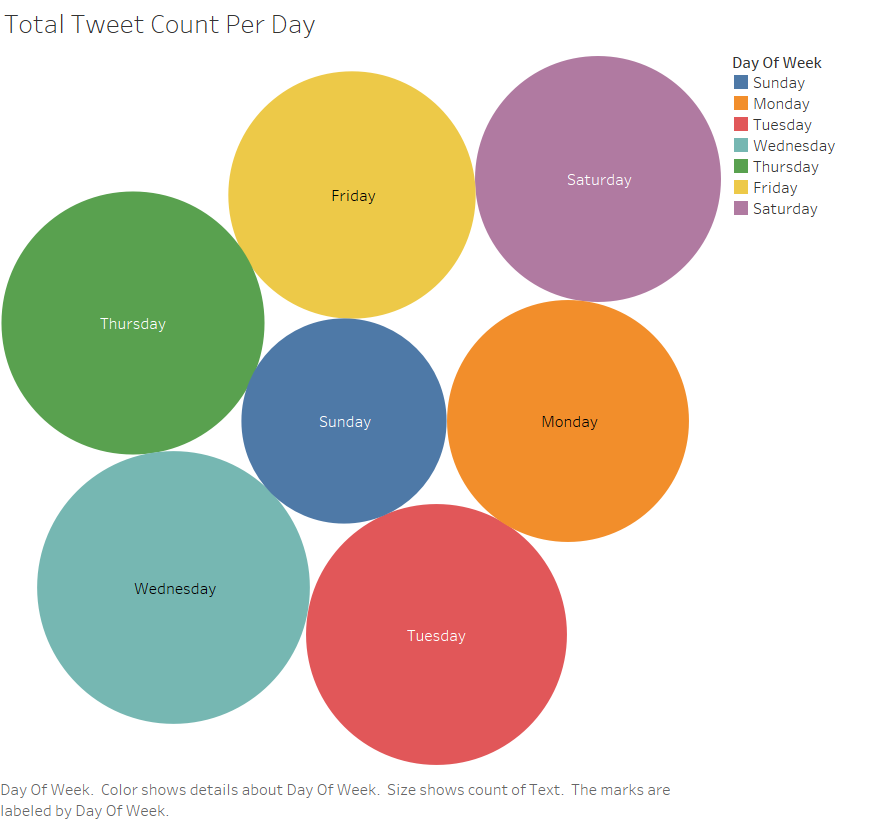 Total Tweet Count Per Day
Day Of Week
Sunday
Monday
Tuesday
Wednesday
Thursday
Friday
Saturday
Friday
Saturday
Thursday
Sunday
Monday
Wednesday
Tuesday
Day Of Week.  Color shows details about Day Of Week.  Size shows count of Text.  The marks are
labeled by Day Of Week.